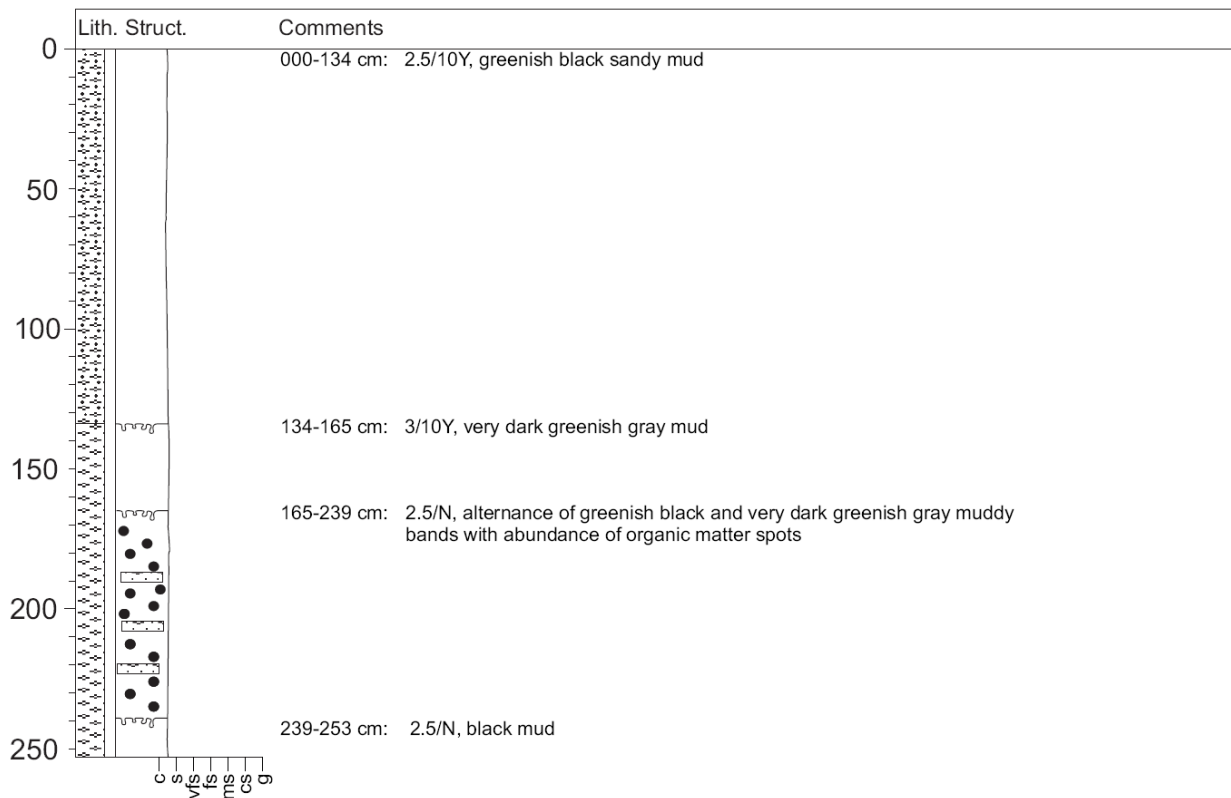 Lith. Struct. Comments
0
000-134 cm: 2.5/10Y, greenish black sandy mud
50
100
134-165 cm: 3/10Y, very dark greenish gray mud
150
165-239 cm: 2.5/N, alternance of greenish black and very dark greenish gray muddy
bands with abundance of organic matter spots
200
239-253 cm: 2.5/N, black mud
250
c s vfs fs ms cs g